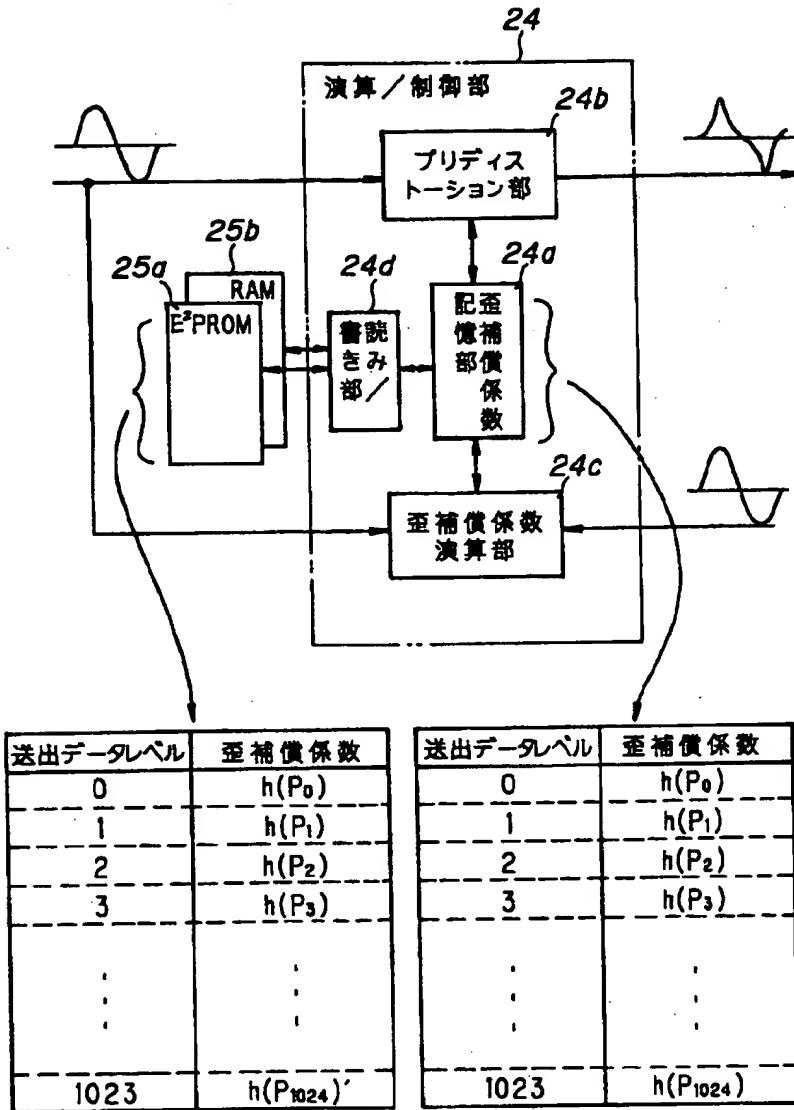 24
演算／制御部
24b
プリディス
トーション部
25b
24d
24a
25a
RAM
E²PROM
読み／
書き部
歪補償係数
記憶部
24c
歪補償係数
演算部
送出データレベル 歪補償係数
0 h(P₀)
1 h(P₁)
2 h(P₂)
3 h(P₃)
1023 h(P₁₀₂₄)′
送出データレベル 歪補償係数
0 h(P₀)
1 h(P₁)
2 h(P₂)
3 h(P₃)
1023 h(P₁₀₂₄)